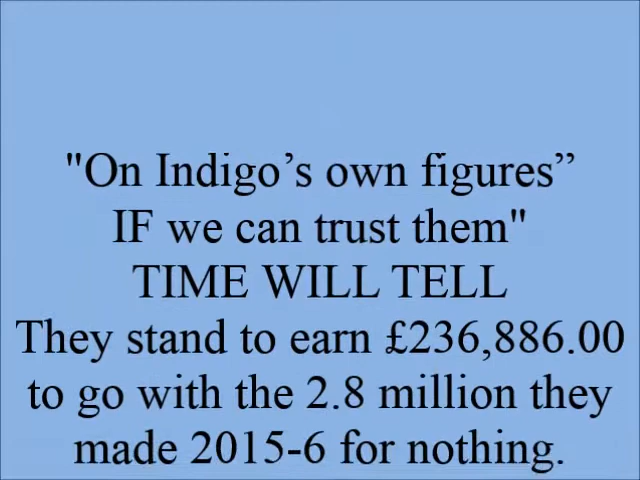 "On Indigo’s own figures”
IF we can trust them"
TIME WILL TELL
They stand to earn £236,886.00
to go with the 2.8 million they
made 2015-6 for nothing.